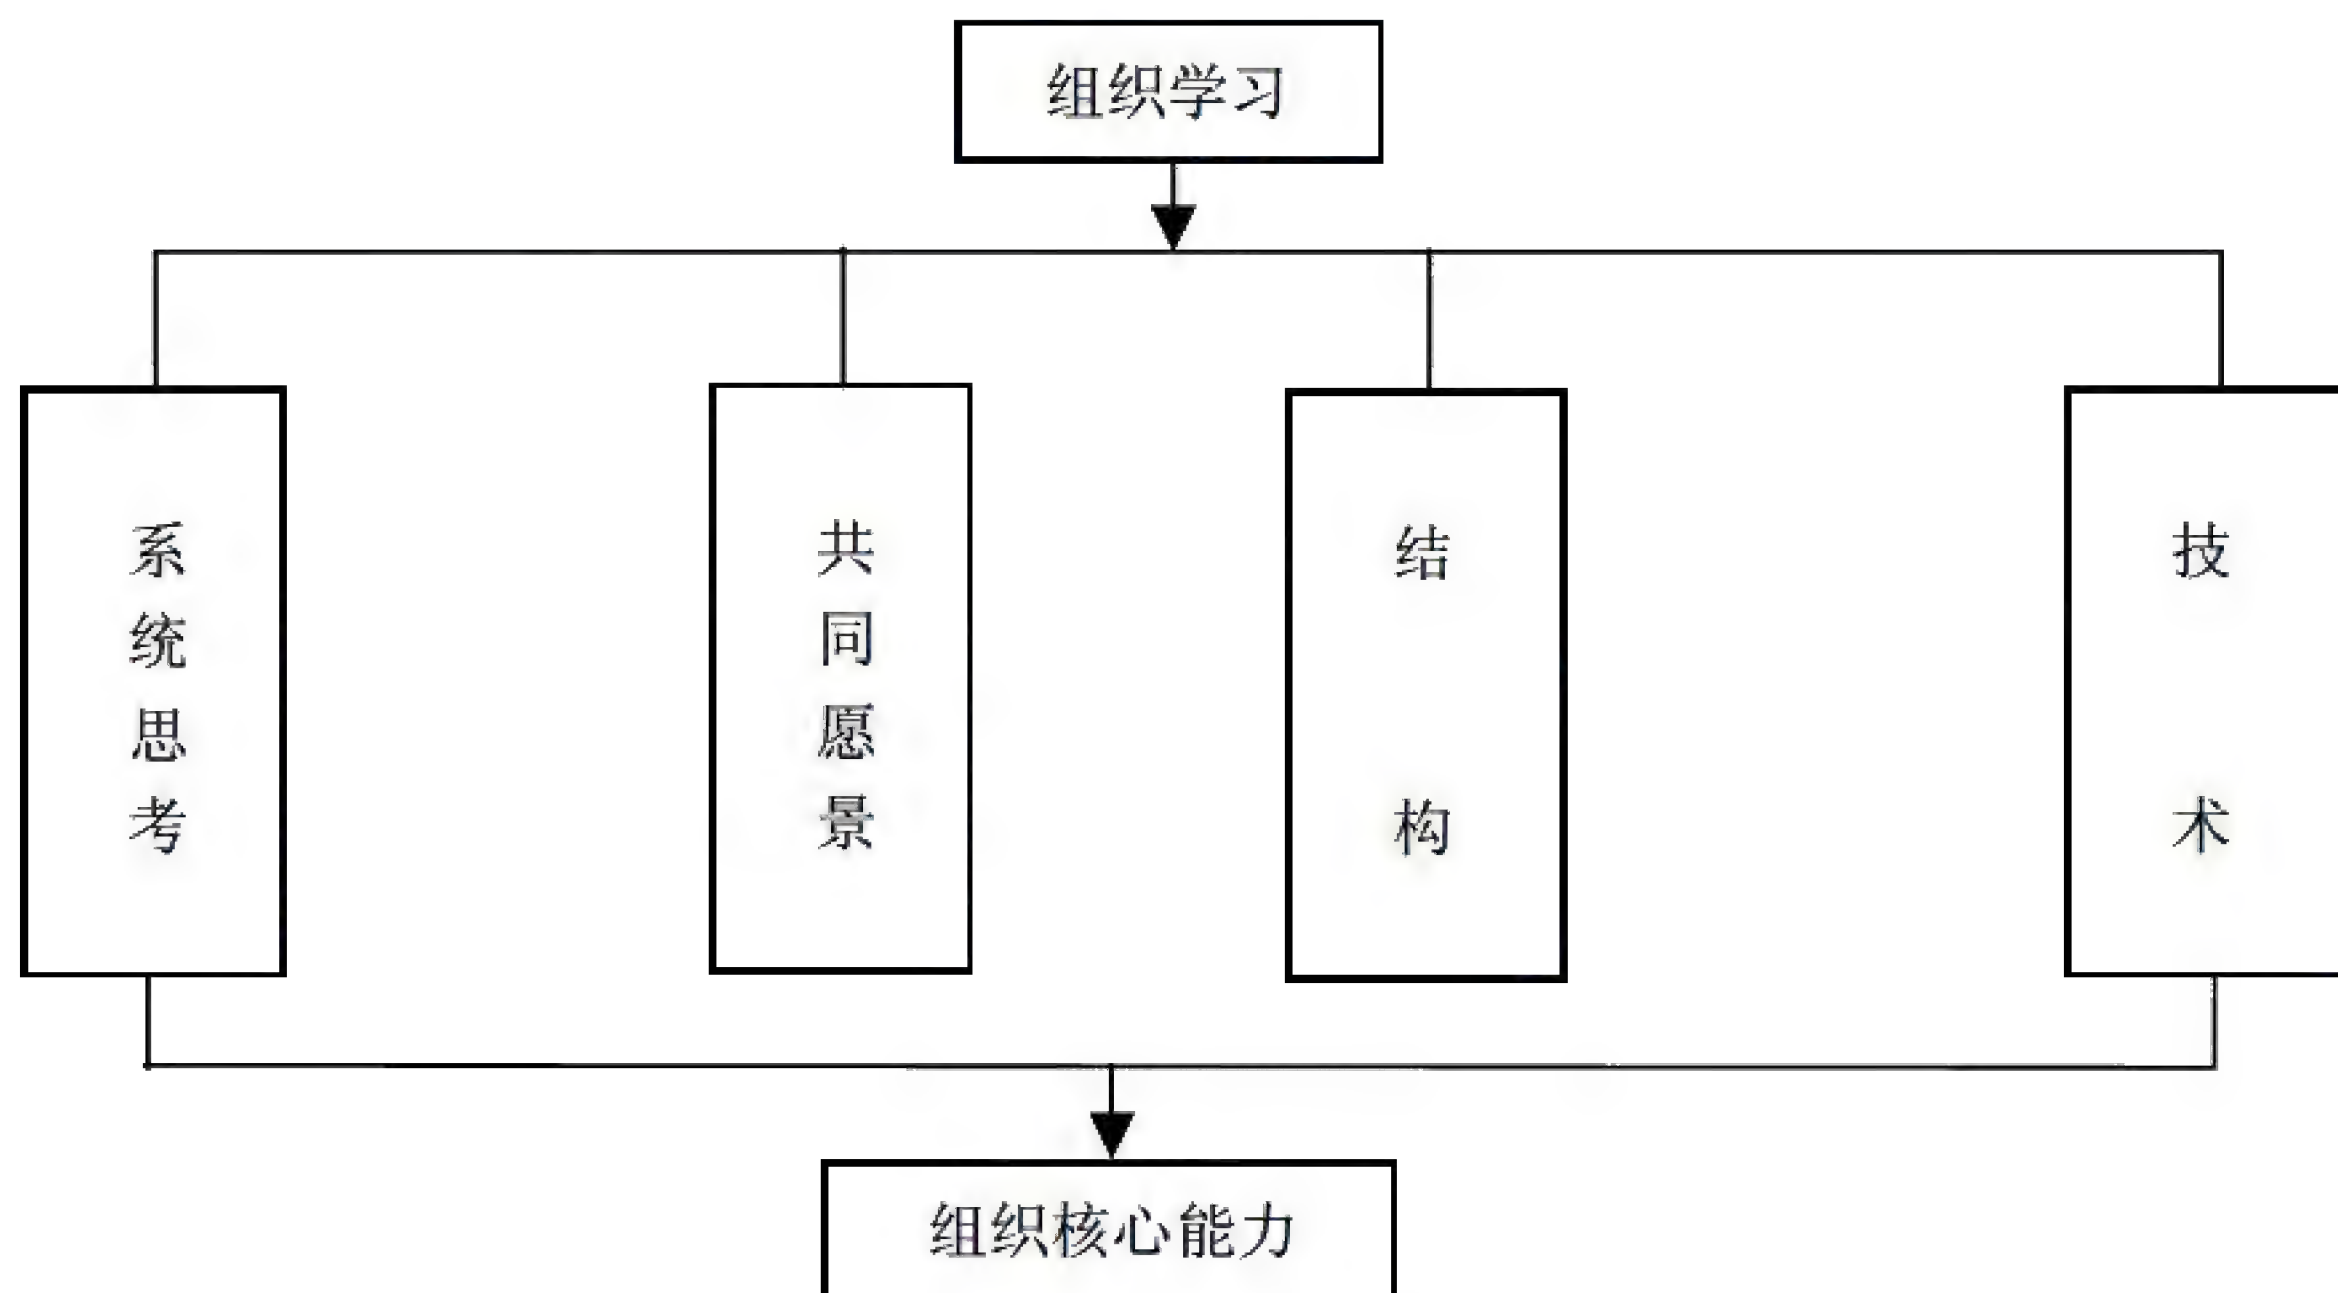 组织学习
系统思考
共同愿景
结构
技术
组织核心能力